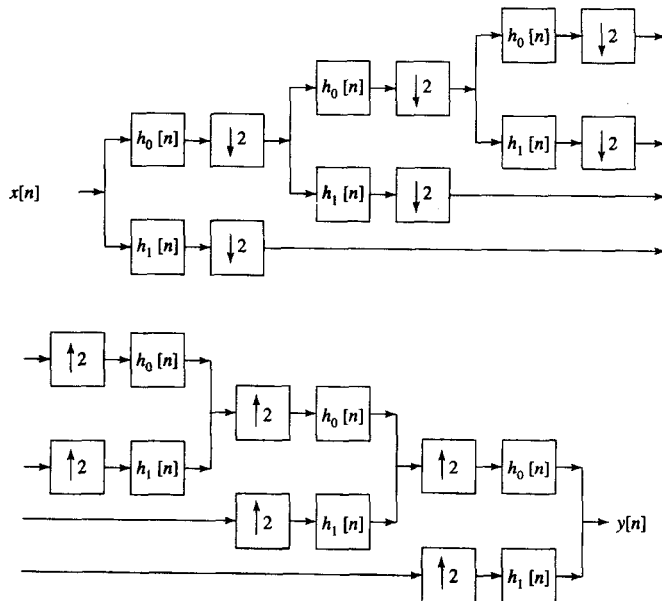 h₀ [n] ↓2
h₀ [n] ↓2
h₀ [n] ↓2
h₁ [n] ↓2
x[n]
h₁ [n] ↓2
h₁ [n] ↓2
↑2 h₀ [n]
↑2 h₀ [n]
↑2 h₁ [n]
↑2 h₀ [n]
↑2 h₁ [n]
y[n]
↑2 h₁ [n]